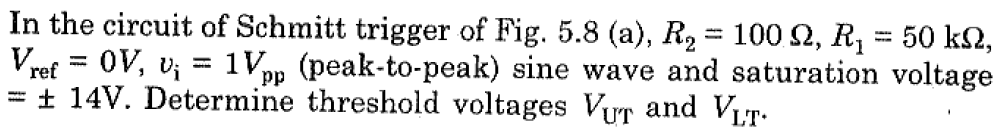 In the circuit of Schmitt trigger of Fig. 5.8 (a), R₂ = 100 Ω, R₁ = 50 kΩ,
V_ref = 0V, v_i = 1V_pp (peak-to-peak) sine wave and saturation voltage
= ± 14V. Determine threshold voltages V_UT and V_LT.